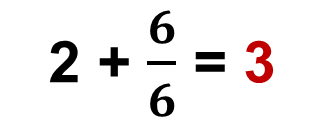 2 + 6/6 = 3